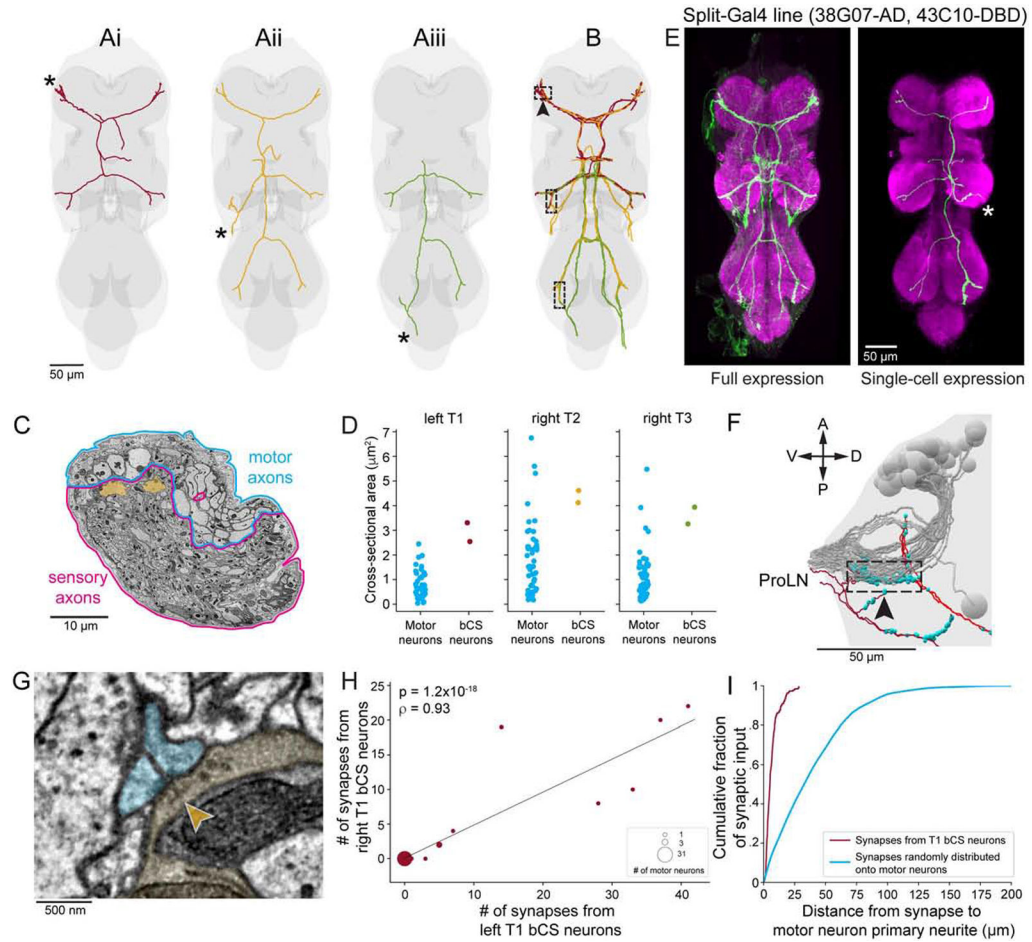 Split-Gal4 line (38G07-AD, 43C10-DBD)
Ai
Aii
Aiii
B
E
*
*
*
*
50 µm
50 µm
Full expression
Single-cell expression
C
motor
axons
sensory
axons
10 µm
D
left T1
right T2
right T3
Cross-sectional area (µm²)
7
6
5
4
3
2
1
0
Motor
neurons
bCS
neurons
Motor
neurons
bCS
neurons
Motor
neurons
bCS
neurons
F
A
V
D
P
ProLN
50 µm
G
500 nm
H
p = 1.2x10⁻¹⁸
ρ = 0.93
# of synapses from
right T1 bCS neurons
25
20
15
10
5
0
0
10
20
30
40
1
3
31
# of motor neurons
# of synapses from
left T1 bCS neurons
I
Cumulative fraction
of synaptic input
1
.8
.6
.4
.2
0
0
25
50
75
100
125
150
200
Synapses from T1 bCS neurons
Synapses randomly distributed
onto motor neurons
Distance from synapse to
motor neuron primary neurite (µm)